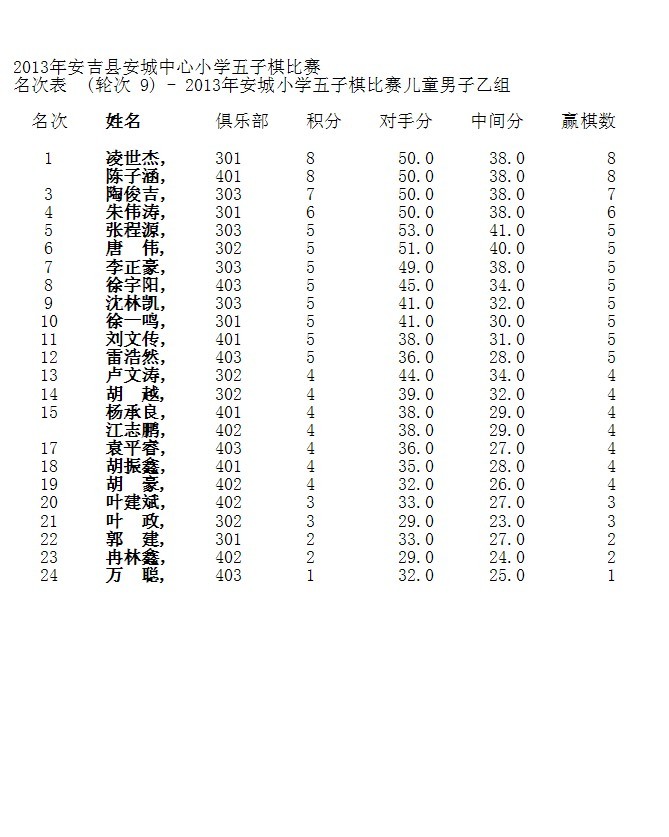 2013年安吉县安城中心小学五子棋比赛
名次表 (轮次 9) - 2013年安城小学五子棋比赛儿童男子乙组
名次 姓名 俱乐部 积分 对手分 中间分 赢棋数
1 凌世杰, 301 8 50.0 38.0 8
陈子涵, 401 8 50.0 38.0 8
3 陶俊吉, 303 7 50.0 38.0 7
4 朱伟涛, 301 6 50.0 38.0 6
5 张程源, 303 5 53.0 41.0 5
6 唐 伟, 302 5 51.0 40.0 5
7 李正豪, 303 5 49.0 38.0 5
8 徐宇阳, 403 5 45.0 34.0 5
9 沈林凯, 303 5 41.0 32.0 5
10 徐一鸣, 301 5 41.0 30.0 5
11 刘文传, 401 5 38.0 31.0 5
12 雷浩然, 403 5 36.0 28.0 5
13 卢文涛, 302 4 44.0 34.0 4
14 胡 越, 302 4 39.0 32.0 4
15 杨承良, 401 4 38.0 29.0 4
江志鹏, 402 4 38.0 29.0 4
17 袁平睿, 403 4 36.0 27.0 4
18 胡振鑫, 401 4 35.0 28.0 4
19 胡 豪, 402 4 32.0 26.0 4
20 叶建斌, 402 3 33.0 27.0 3
21 叶 政, 302 3 29.0 23.0 3
22 郭 建, 301 2 33.0 27.0 2
23 冉林鑫, 402 2 29.0 24.0 2
24 万 聪, 403 1 32.0 25.0 1